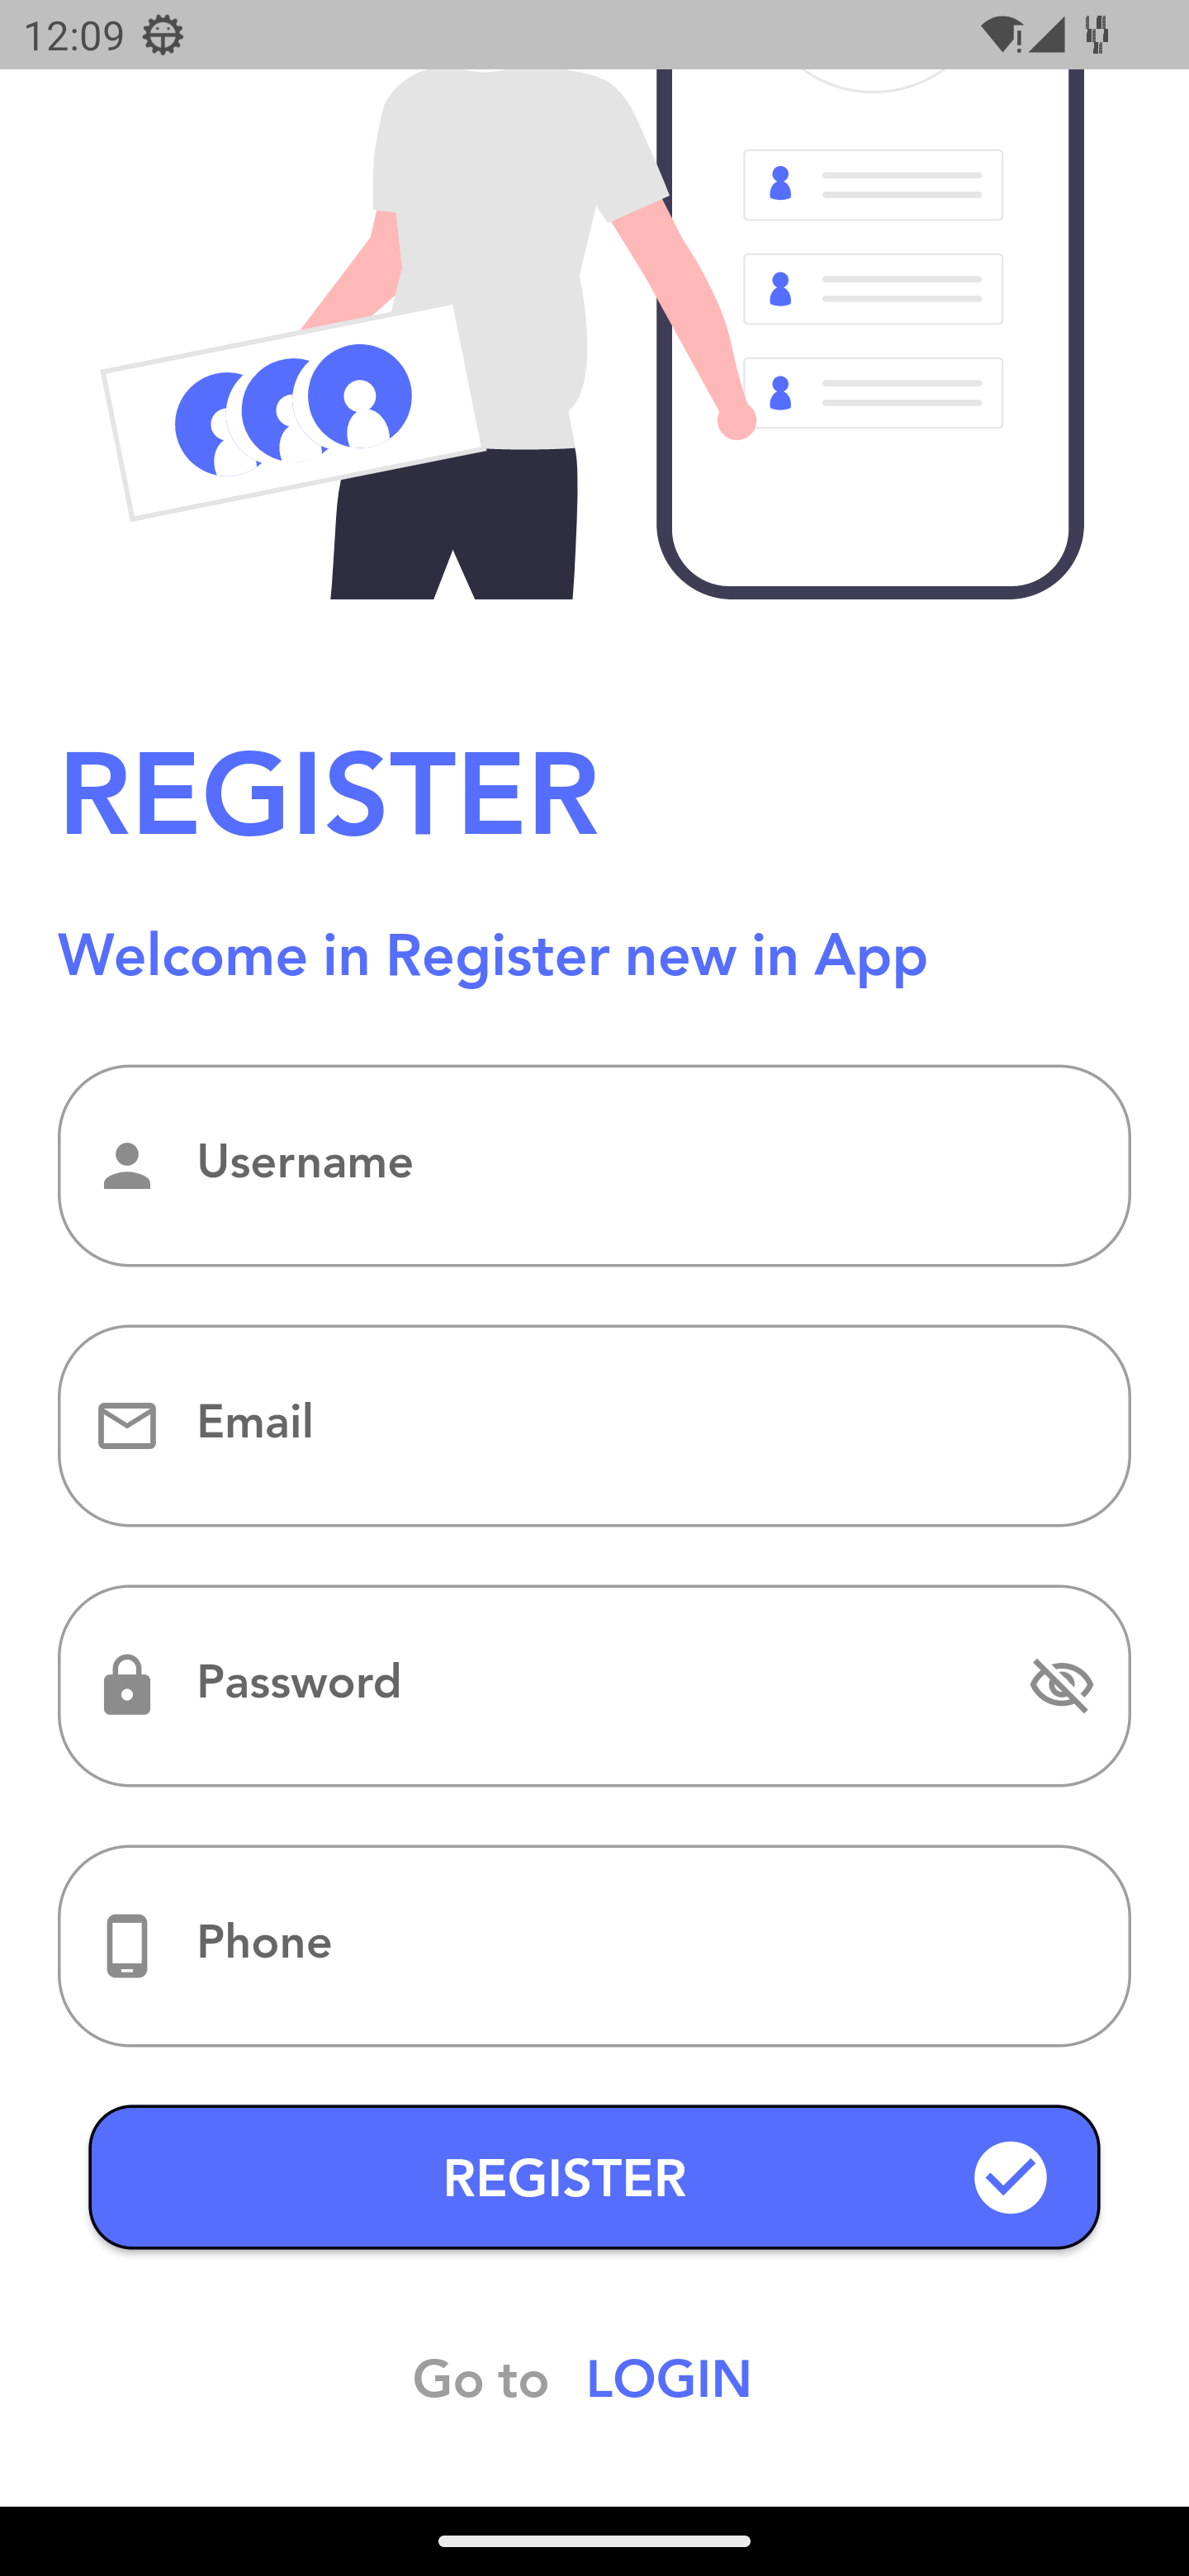 12:09
REGISTER
Welcome in Register new in App
Username
Email
Password
Phone
REGISTER
Go to LOGIN